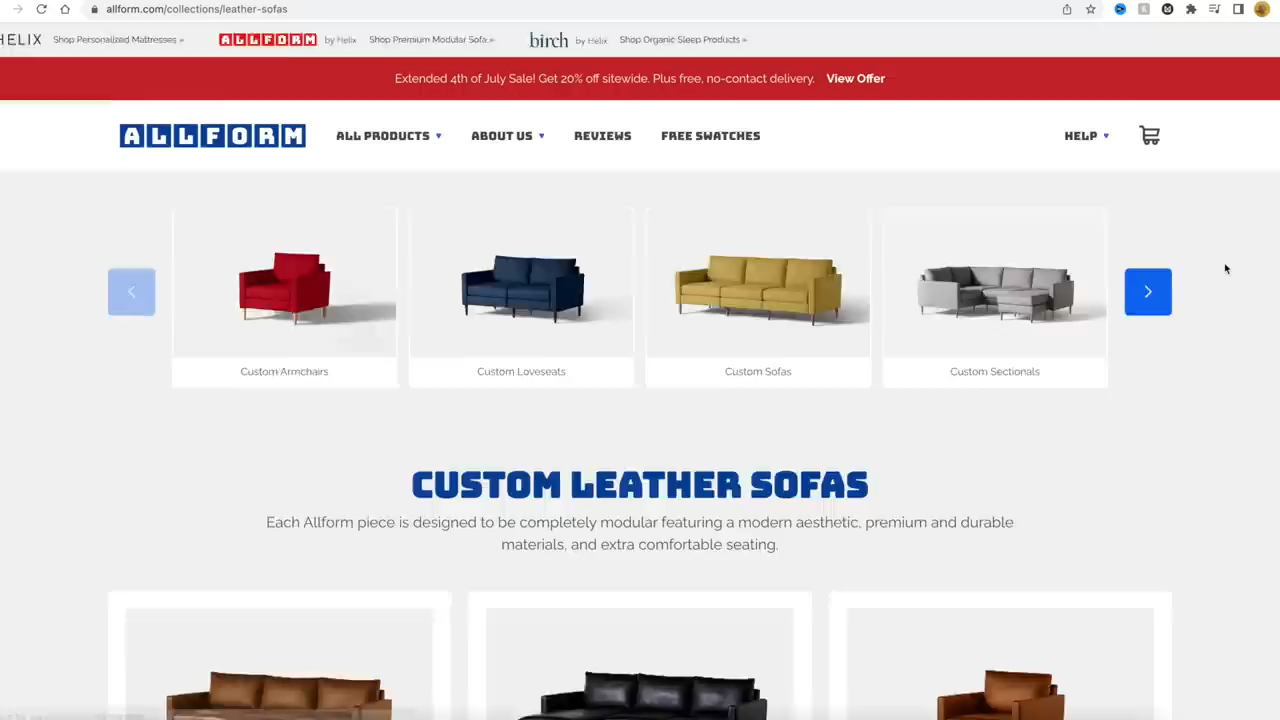 allform.com/collections/leather-sofas
HELIX Shop Personalized Mattresses » ALLFORM by Helix Shop Premium Modular Sofas » birch by Helix Shop Organic Sleep Products »
Extended 4th of July Sale! Get 20% off sitewide. Plus free, no-contact delivery. View Offer
ALLFORM ALL PRODUCTS ABOUT US REVIEWS FREE SWATCHES HELP
Custom Armchairs Custom Loveseats Custom Sofas Custom Sectionals
CUSTOM LEATHER SOFAS
Each Allform piece is designed to be completely modular featuring a modern aesthetic, premium and durable
materials, and extra comfortable seating.